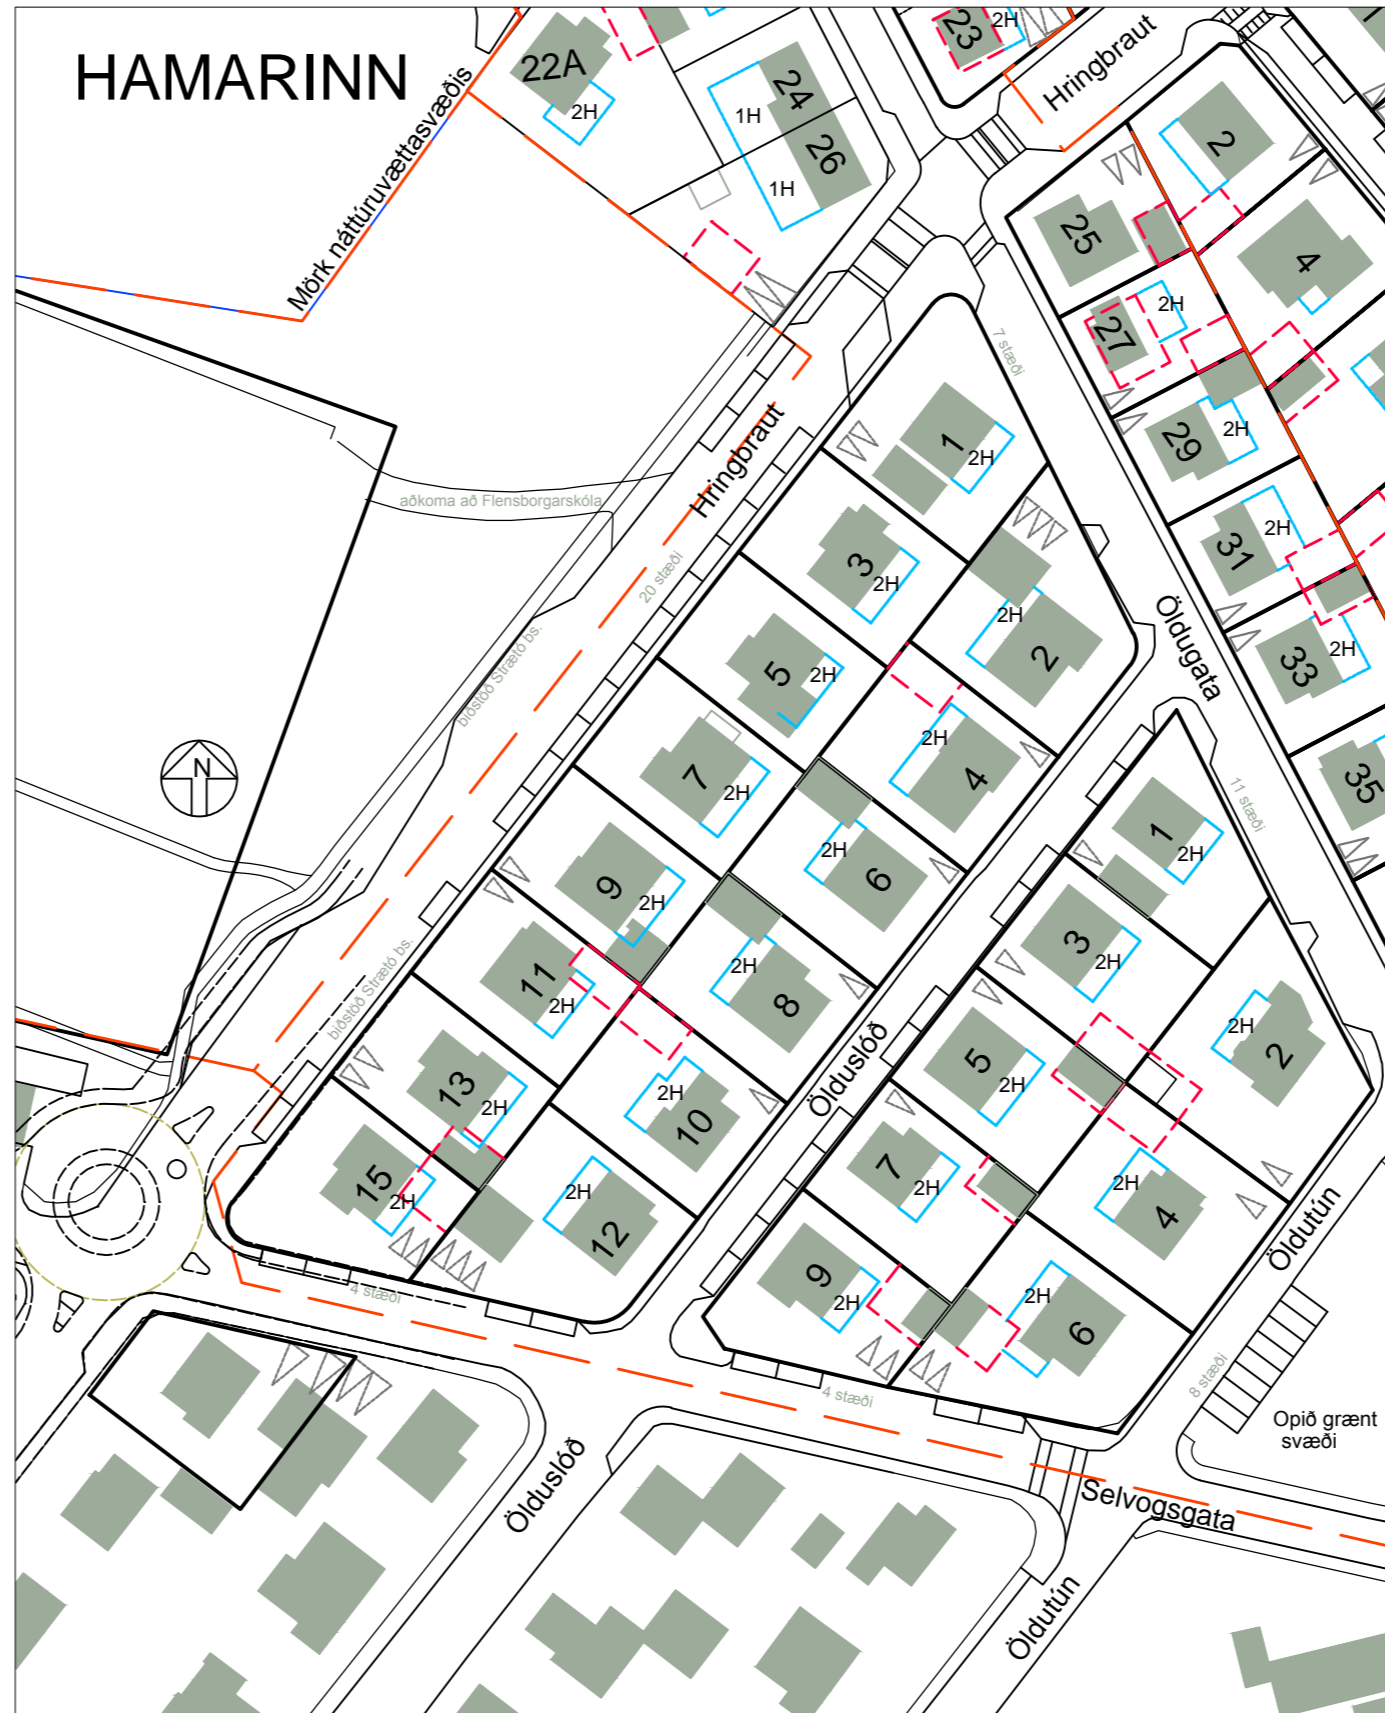 HAMARINN
22A
2H
23
2H
Hringbraut
24
1H
26
1H
Mörk náttúruvættasvæðis
2
25
4
27
2H
7 stæði
29
2H
31
2H
33
2H
35
Hringbraut
aðkoma að Flensborgarskóla
20 stæði
biðstöð Strætó bs.
biðstöð Strætó bs.
N
1
2H
3
2H
5
2H
7
2H
9
2H
11
2H
13
2H
15
2H
2H
2
2H
4
2H
6
2H
8
2H
10
2H
12
Öldugata
11 stæði
Ölduslóð
1
2H
3
2H
5
2H
7
2H
9
2H
2H
2
2H
4
2H
6
Öldutún
4 stæði
4 stæði
8 stæði
Opið grænt
svæði
Selvogsgata
Ölduslóð
Öldutún